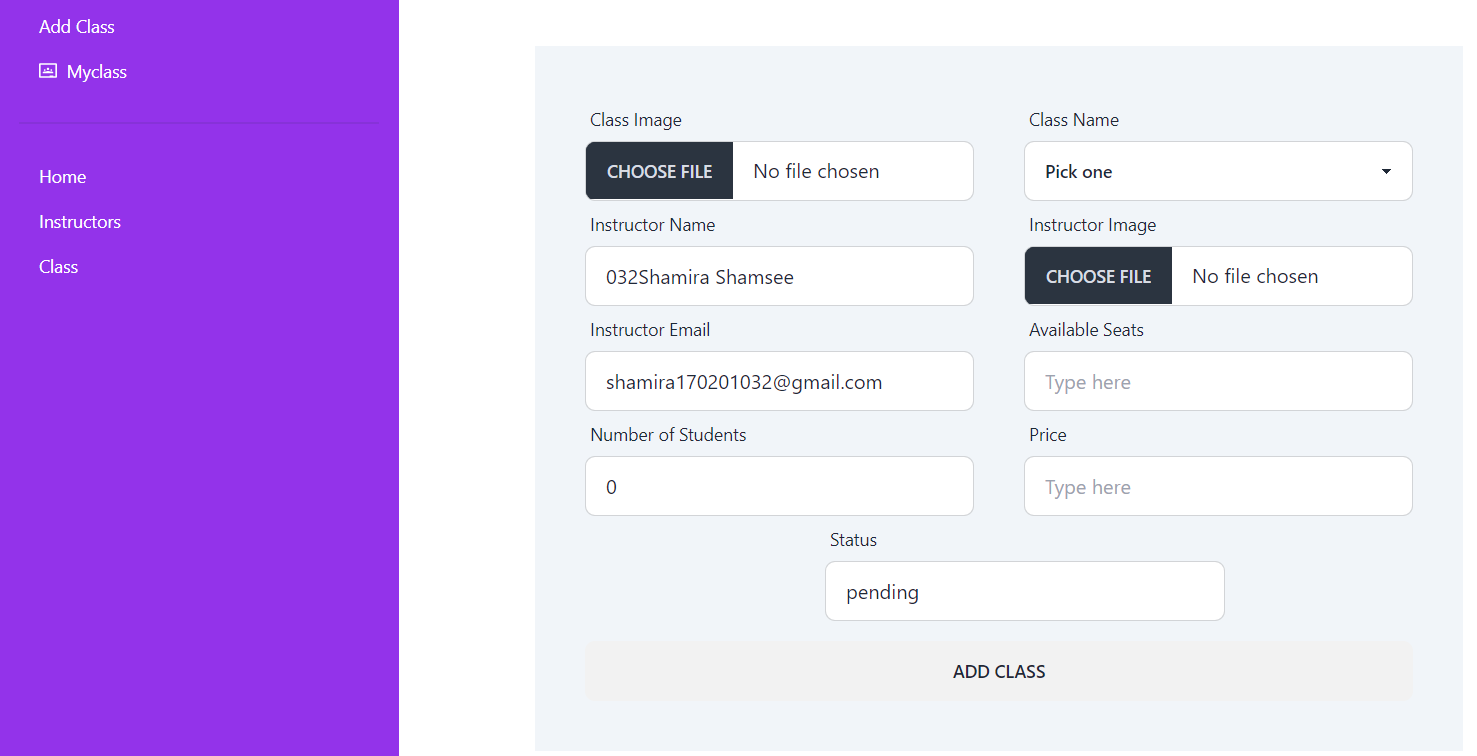 Add Class
Myclass
Home
Instructors
Class
Class Image
Class Name
CHOOSE FILE No file chosen
Pick one
Instructor Name
Instructor Image
032Shamira Shamsee
CHOOSE FILE No file chosen
Instructor Email
Available Seats
shamira170201032@gmail.com
Type here
Number of Students
Price
0
Type here
Status
pending
ADD CLASS